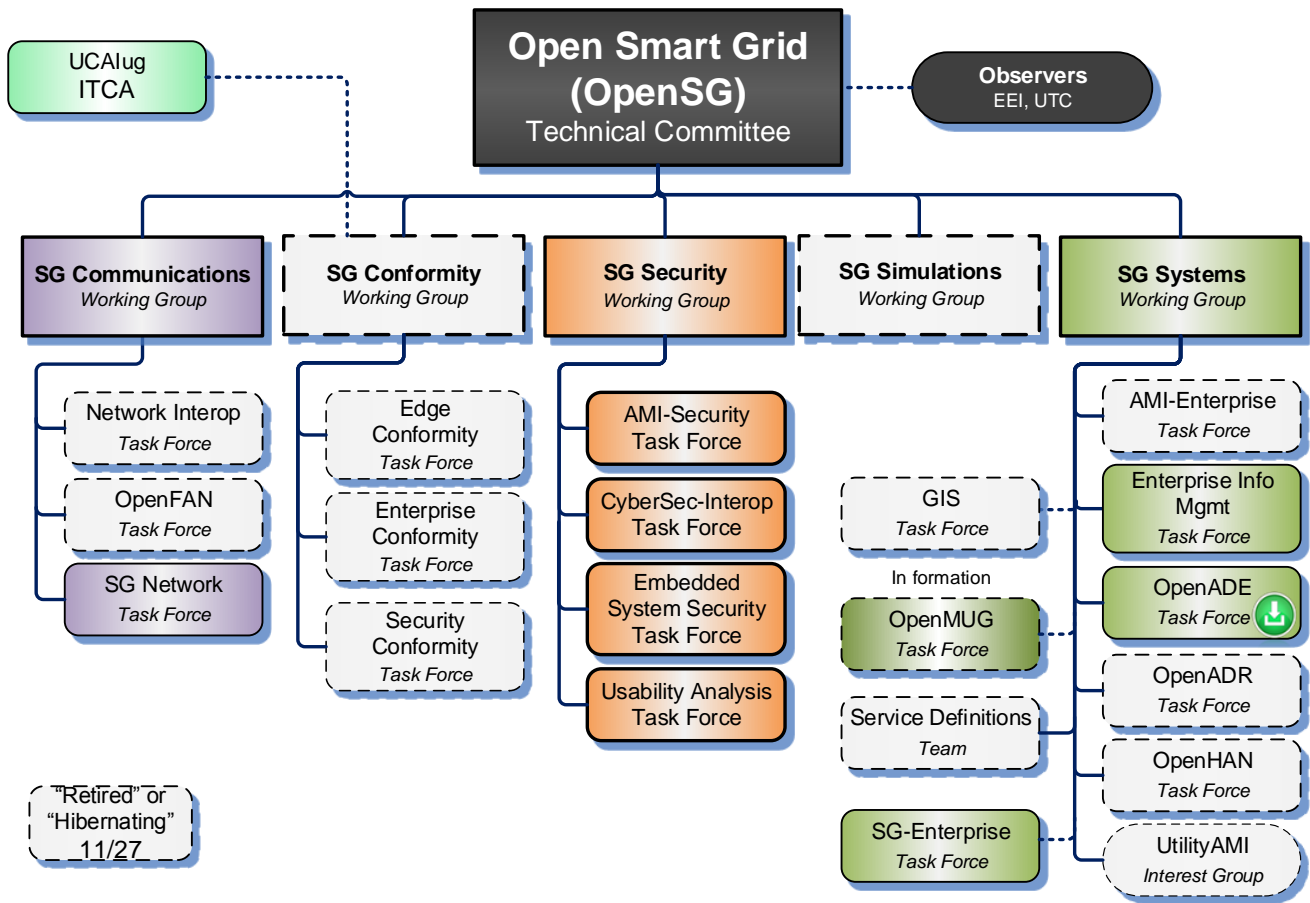 Open Smart Grid
(OpenSG)
Technical Committee
UCAIug
ITCA
Observers
EEI, UTC
SG Communications
Working Group
SG Conformity
Working Group
SG Security
Working Group
SG Simulations
Working Group
SG Systems
Working Group
Network Interop
Task Force
OpenFAN
Task Force
SG Network
Task Force
Edge
Conformity
Task Force
Enterprise
Conformity
Task Force
Security
Conformity
Task Force
AMI-Security
Task Force
CyberSec-Interop
Task Force
Embedded
System Security
Task Force
Usability Analysis
Task Force
GIS
Task Force
In formation
OpenMUG
Task Force
Service Definitions
Team
SG-Enterprise
Task Force
AMI-Enterprise
Task Force
Enterprise Info
Mgmt
Task Force
OpenADE
Task Force
OpenADR
Task Force
OpenHAN
Task Force
UtilityAMI
Interest Group
“Retired” or
“Hibernating”
11/27